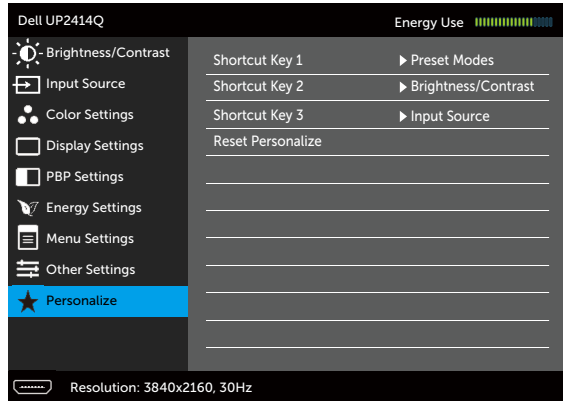 Dell UP2414Q Energy Use
Brightness/Contrast
Input Source
Color Settings
Display Settings
PBP Settings
Energy Settings
Menu Settings
Other Settings
Personalize
Shortcut Key 1 Preset Modes
Shortcut Key 2 Brightness/Contrast
Shortcut Key 3 Input Source
Reset Personalize
Resolution: 3840x2160, 30Hz